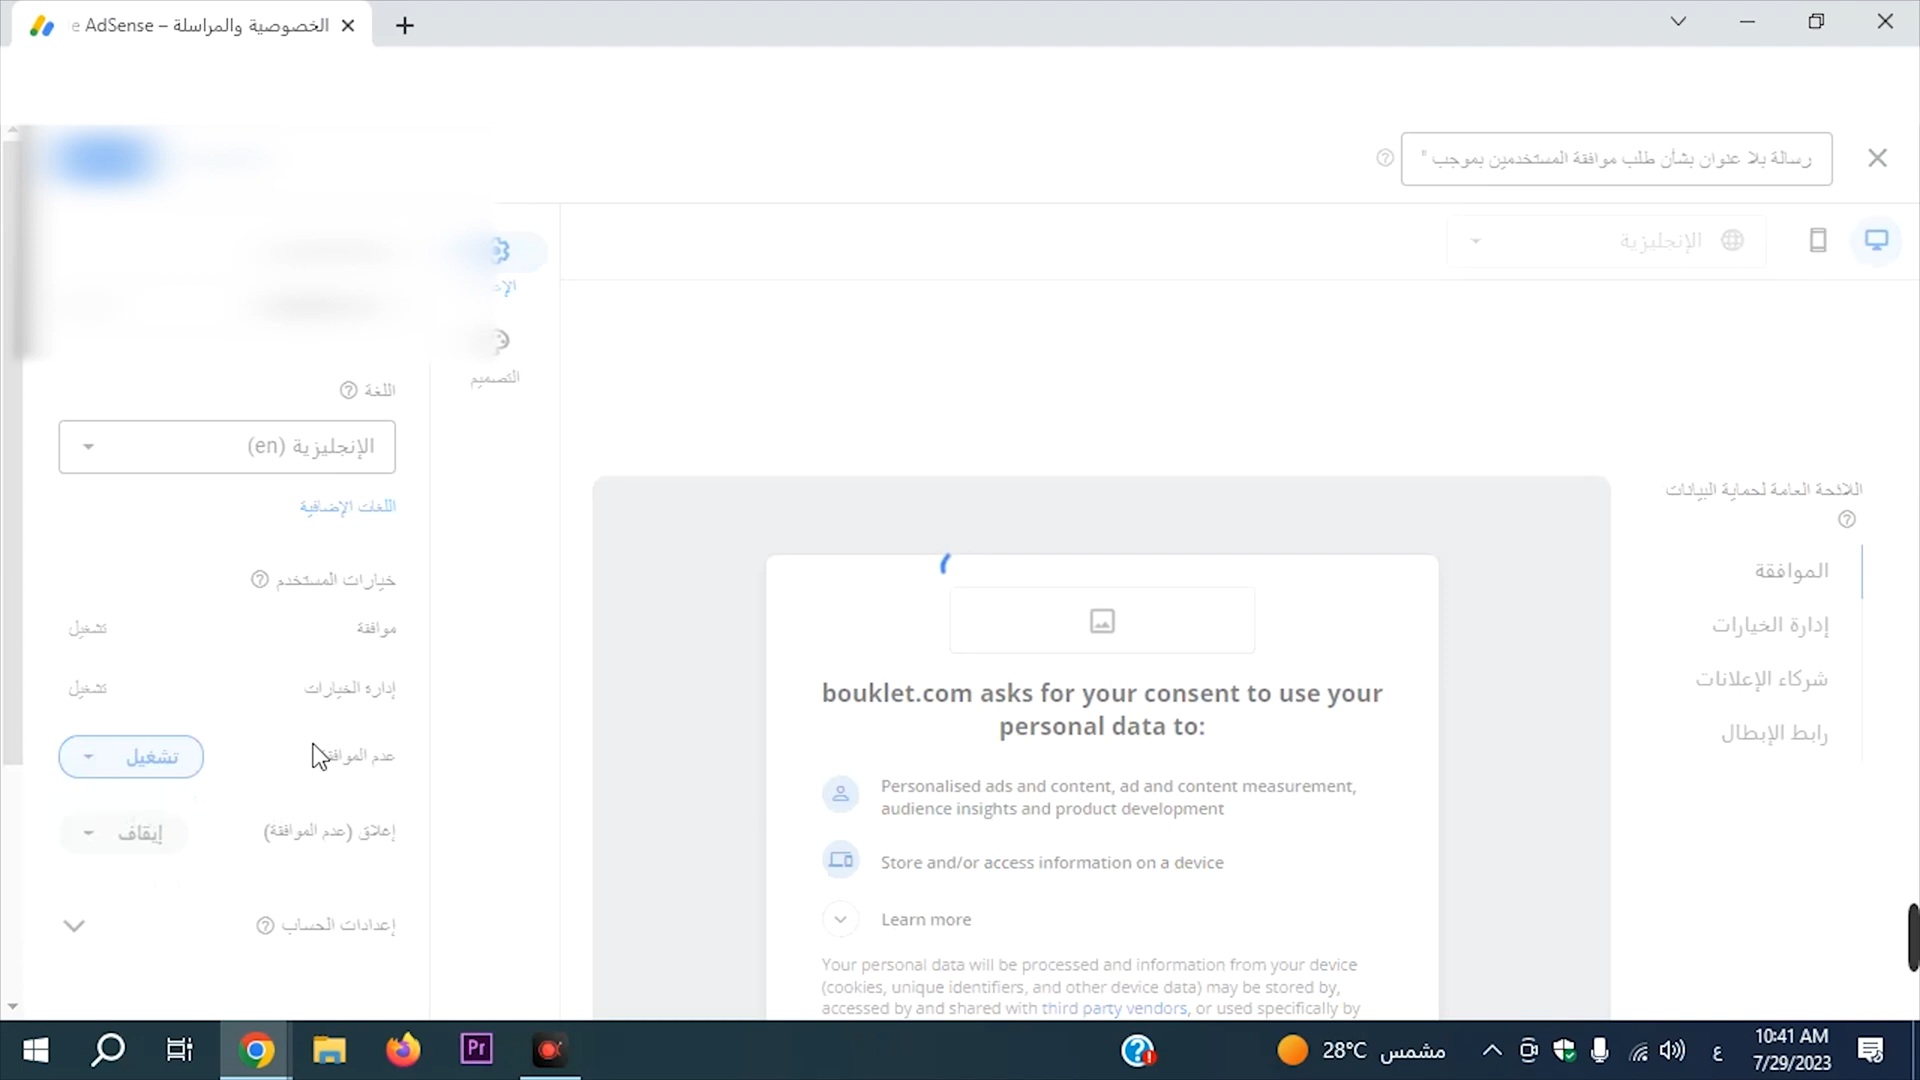 الخصوصية والمراسلة – e AdSense
رسالة بلا عنوان بشأن طلب موافقة المستخدمين بموجب "
الإنجليزية
التصميم
اللغة
الإنجليزية (en)
اللغات الإضافية
خيارات المستخدم
موافقة تشغيل
إدارة الخيارات تشغيل
عدم الموافقة تشغيل
إغلاق (عدم الموافقة) إيقاف
إعدادات الحساب
اللائحة العامة لحماية البيانات
الموافقة
إدارة الخيارات
شركاء الإعلانات
رابط الإبطال
bouklet.com asks for your consent to use your
personal data to:
Personalised ads and content, ad and content measurement,
audience insights and product development
Store and/or access information on a device
Learn more
Your personal data will be processed and information from your device
(cookies, unique identifiers, and other device data) may be stored by,
accessed by and shared with third party vendors, or used specifically by
Pr
28°C مشمس
ع
10:41 AM
7/29/2023